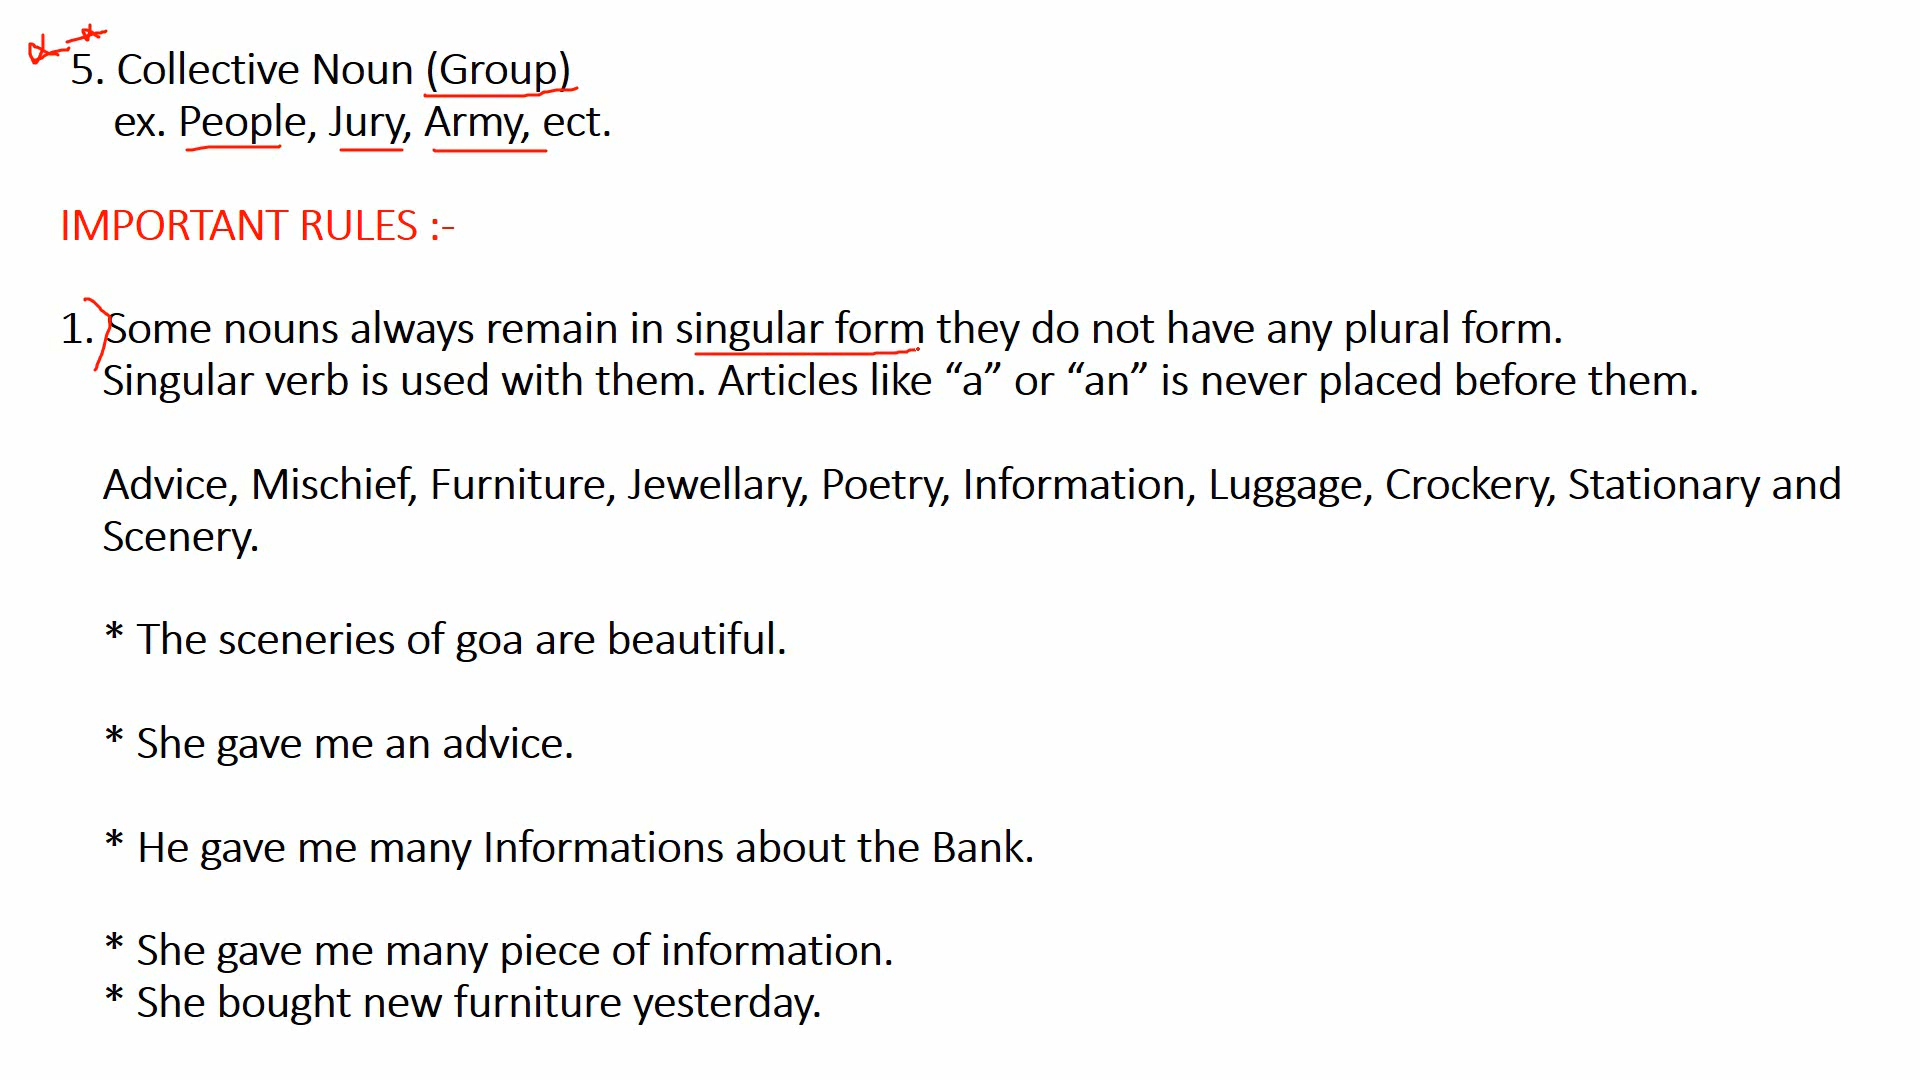 5. Collective Noun (Group)
ex. People, Jury, Army, ect.
IMPORTANT RULES :-
1. Some nouns always remain in singular form they do not have any plural form.
Singular verb is used with them. Articles like “a” or “an” is never placed before them.
Advice, Mischief, Furniture, Jewellary, Poetry, Information, Luggage, Crockery, Stationary and
Scenery.
* The sceneries of goa are beautiful.
* She gave me an advice.
* He gave me many Informations about the Bank.
* She gave me many piece of information.
* She bought new furniture yesterday.